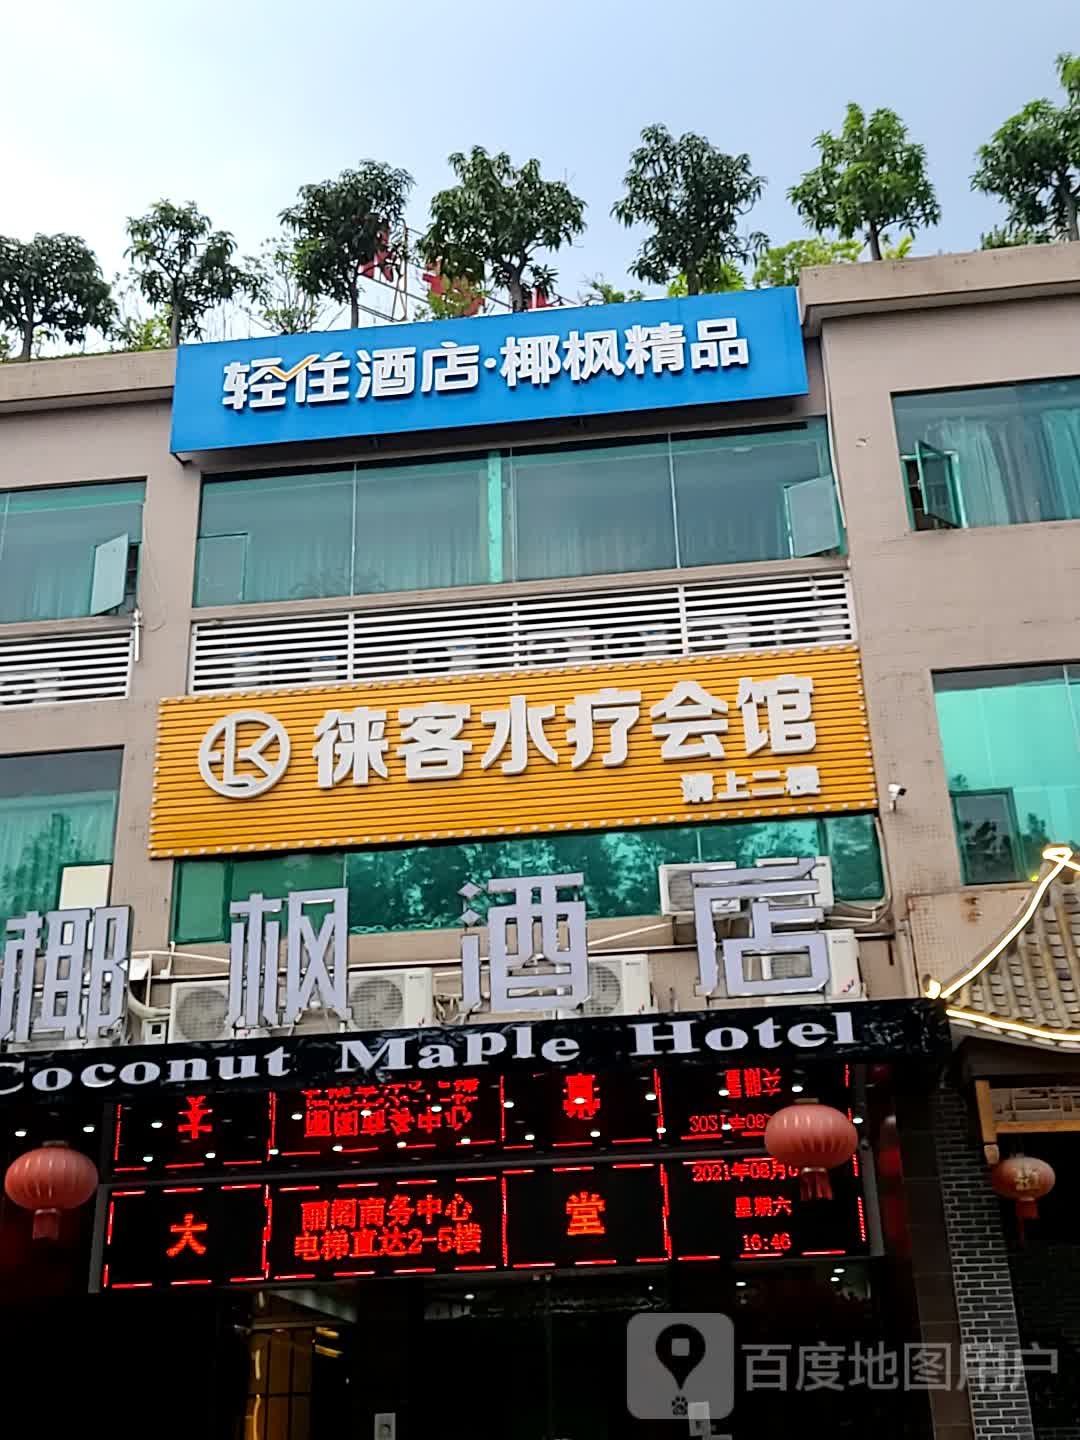 轻住酒店·椰枫精品
徕客水疗会馆
请上二楼
椰枫酒店
Coconut Maple Hotel
大
丽阁商务中心
电梯直达2-5楼
堂
2021年08月0
星期六
16:46
百度地图用户